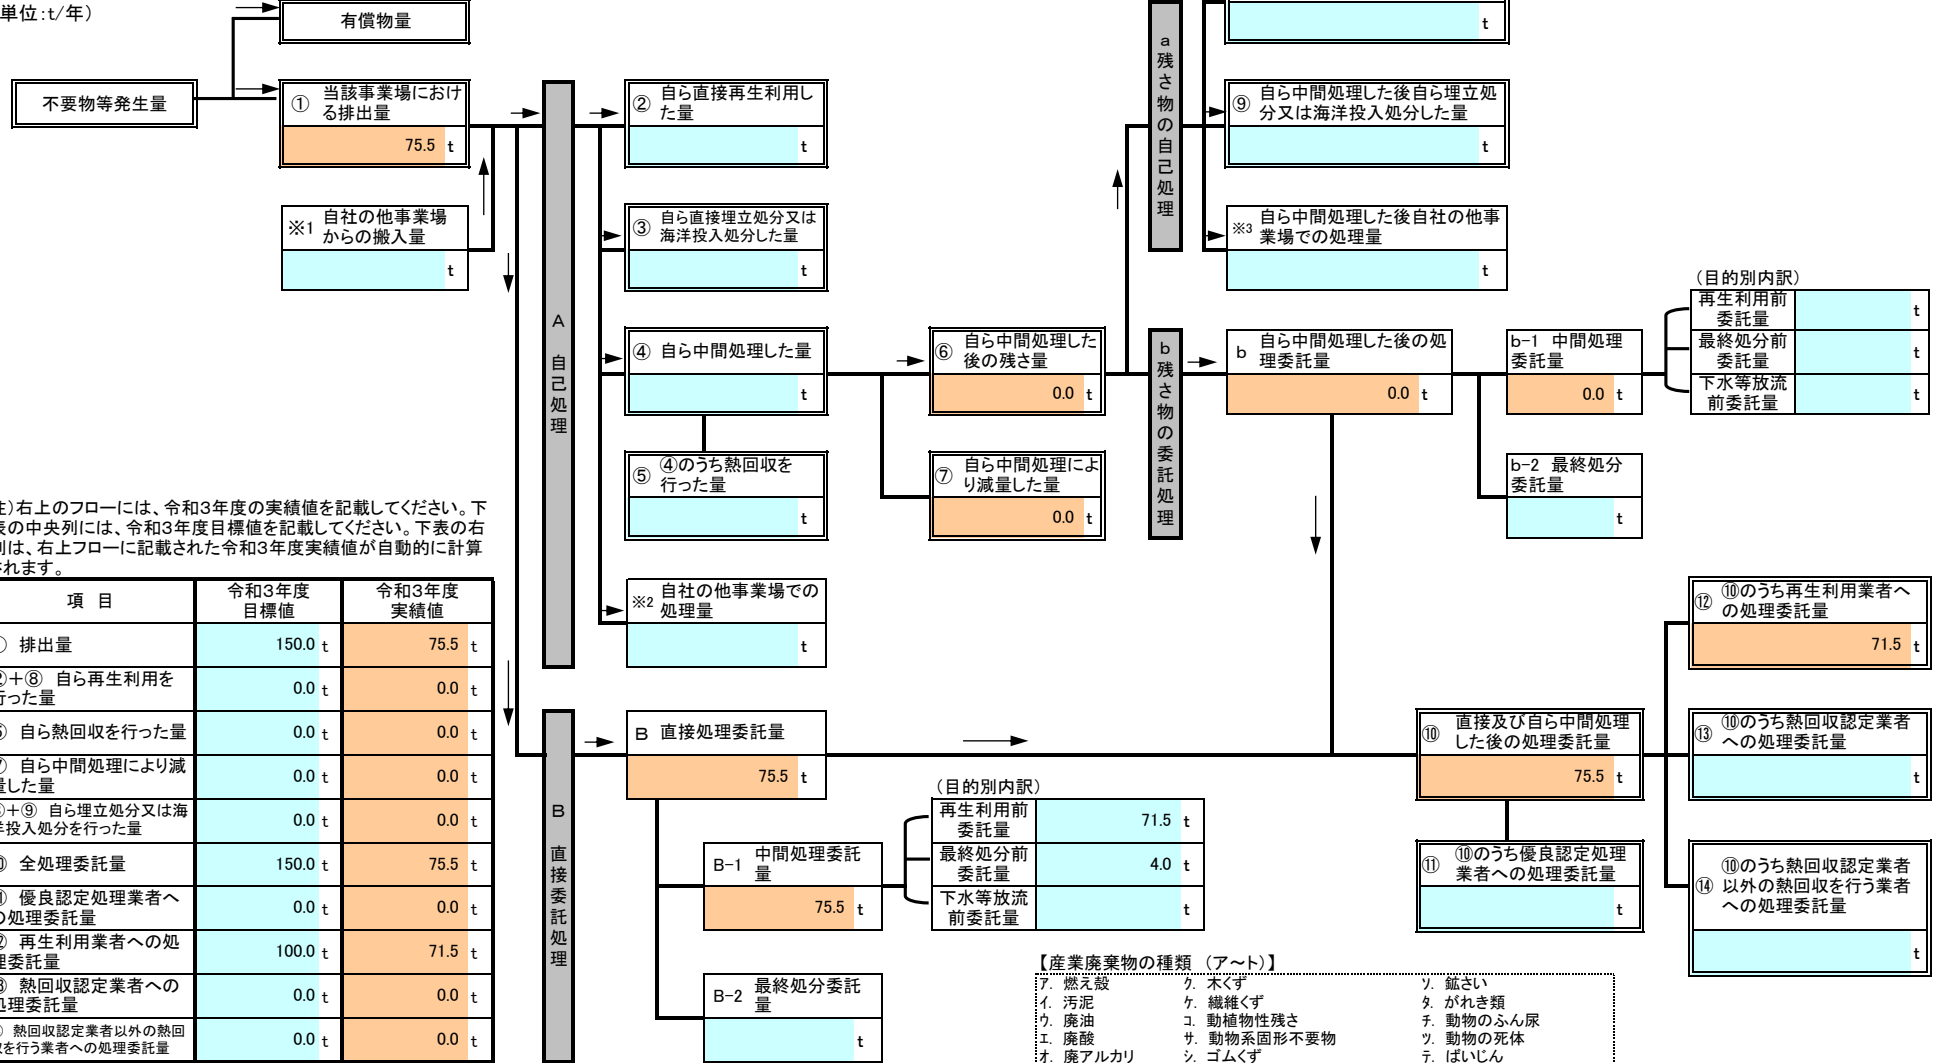 単位:t/年）
有償物量
不要物等発生量
① 当該事業場におけ
る排出量
75.5 t
※1 自社の他事業場
からの搬入量
t
A 自己処理
② 自ら直接再生利用し
た量
t
③ 自ら直接埋立処分又は
海洋投入処分した量
t
④ 自ら中間処理した量
t
⑤ ④のうち熱回収を
行った量
t
※2 自社の他事業場での
処理量
t
⑥ 自ら中間処理した
後の残さ量
0.0 t
⑦ 自ら中間処理によ
り減量した量
0.0 t
a 残さ物の自己処理
t
⑨ 自ら中間処理した後自ら埋立処
分又は海洋投入処分した量
t
※3 自ら中間処理した後自社の他事
業場での処理量
t
b 残さ物の委託処理
b 自ら中間処理した後の処
理委託量
0.0 t
b-1 中間処理
委託量
0.0 t
b-2 最終処分
委託量
t
（目的別内訳）
再生利用前
委託量
t
最終処分前
委託量
t
下水等放流
前委託量
t
)右上のフローには、令和3年度の実績値を記載してください。下
表の中央列には、令和3年度目標値を記載してください。下表の右
列は、右上フローに記載された令和3年度実績値が自動的に計算
されます。
項 目
令和3年度
目標値
令和3年度
実績値
排出量 150.0 t 75.5 t
②+⑧ 自ら再生利用を
行った量 0.0 t 0.0 t
自ら熱回収を行った量 0.0 t 0.0 t
自ら中間処理により減
量した量 0.0 t 0.0 t
+⑨ 自ら埋立処分又は海
洋投入処分を行った量 0.0 t 0.0 t
全処理委託量 150.0 t 75.5 t
優良認定処理業者へ
の処理委託量 0.0 t 0.0 t
再生利用業者への処
理委託量 100.0 t 71.5 t
熱回収認定業者への
処理委託量 0.0 t 0.0 t
熱回収認定業者以外の熱回
収を行う業者への処理委託量 0.0 t 0.0 t
B 直接委託処理
B 直接処理委託量
75.5 t
B-1 中間処理委託
量
75.5 t
B-2 最終処分委託
量
t
（目的別内訳）
再生利用前
委託量
71.5 t
最終処分前
委託量
4.0 t
下水等放流
前委託量
t
⑩ 直接及び自ら中間処理
した後の処理委託量
75.5 t
⑪ ⑩のうち優良認定処理
業者への処理委託量
t
⑫ ⑩のうち再生利用業者へ
の処理委託量
71.5 t
⑬ ⑩のうち熱回収認定業者
への処理委託量
t
⑭ ⑩のうち熱回収認定業者
以外の熱回収を行う業者
への処理委託量
t
【産業廃棄物の種類 （ア～ト）】
ア. 燃え殻 ク. 木くず ソ. 鉱さい
イ. 汚泥 ケ. 繊維くず タ. がれき類
ウ. 廃油 コ. 動植物性残さ チ. 動物のふん尿
エ. 廃酸 サ. 動物系固形不要物 ツ. 動物の死体
オ. 廃アルカリ シ. ゴムくず テ. ばいじん